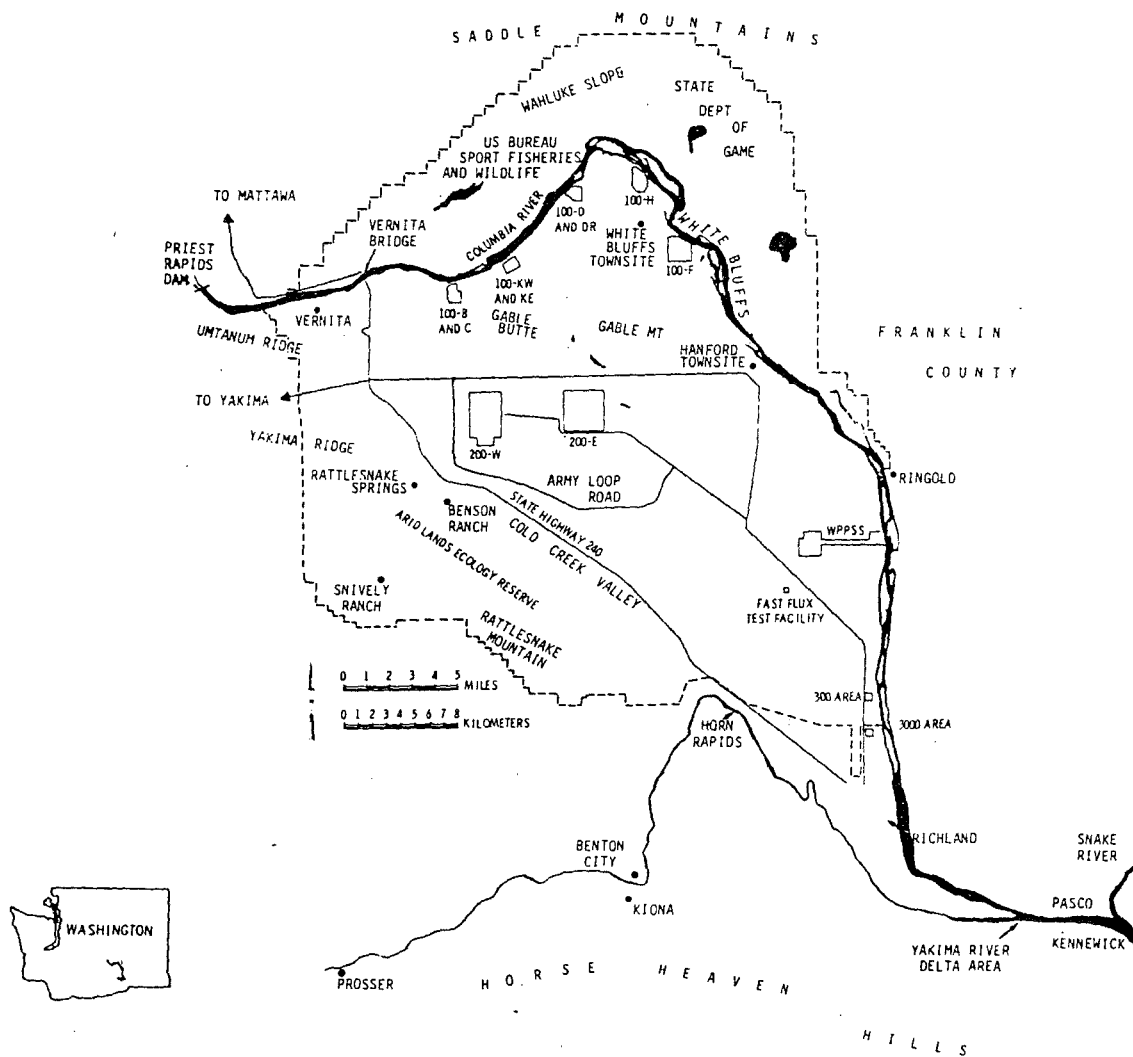 SADDLE MOUNTAINS
WAHLUKE SLOPE
STATE
DEPT
OF
GAME
US BUREAU
SPORT FISHERIES
AND WILDLIFE
TO MATTAWA
VERNITA
BRIDGE
COLUMBIA RIVER
100-D
AND DR
100-H
WHITE
BLUFFS
TOWNSITE
WHITE BLUFFS
100-F
PRIEST
RAPIDS
DAM
100-KW
AND KE
100-B
AND C
VERNITA
GABLE
BUTTE
GABLE MT
UMTANUM RIDGE
HANFORD
TOWNSITE
FRANKLIN
COUNTY
TO YAKIMA
YAKIMA RIDGE
200-W
200-E
RATTLESNAKE
SPRINGS
ARMY LOOP
ROAD
RINGOLD
BENSON
RANCH
STATE HIGHWAY 240
COLD CREEK VALLEY
ARID LANDS ECOLOGY RESERVE
WPPSS
SNIVELY
RANCH
FAST FLUX
TEST FACILITY
RATTLESNAKE
MOUNTAIN
0 1 2 3 4 5
MILES
0 1 2 3 4 5 6 7 8
KILOMETERS
300 AREA
3000 AREA
HORN
RAPIDS
RICHLAND
SNAKE
RIVER
BENTON
CITY
KIONA
PASCO
KENNEWICK
YAKIMA RIVER
DELTA AREA
WASHINGTON
PROSSER
HORSE HEAVEN
HILLS